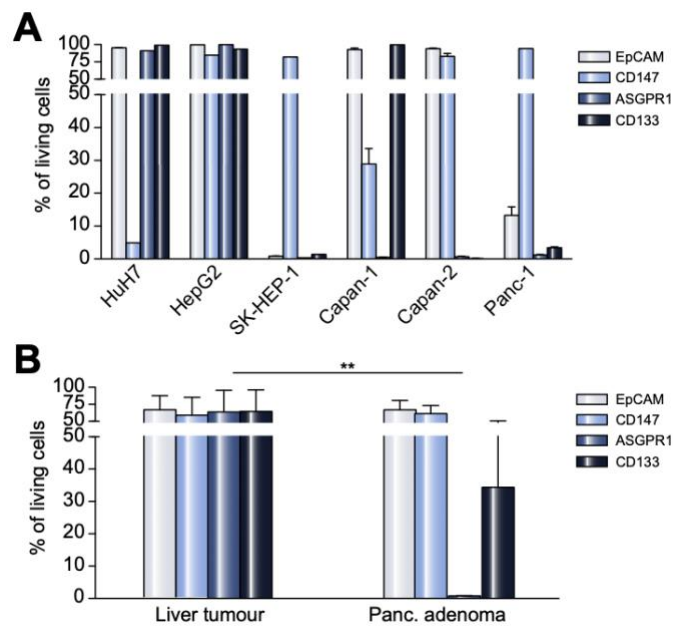 A
% of living cells
100
75
50
50
40
30
20
10
0
HuH7
HepG2
SK-HEP-1
Capan-1
Capan-2
Panc-1
EpCAM
CD147
ASGPR1
CD133
B
**
% of living cells
100
75
50
50
40
30
20
10
0
Liver tumour
Panc. adenoma
EpCAM
CD147
ASGPR1
CD133